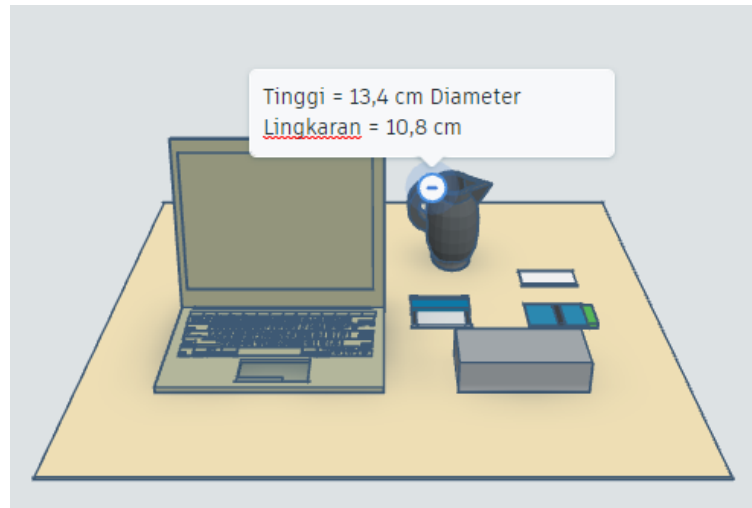 Tinggi = 13,4 cm Diameter
Lingkaran = 10,8 cm